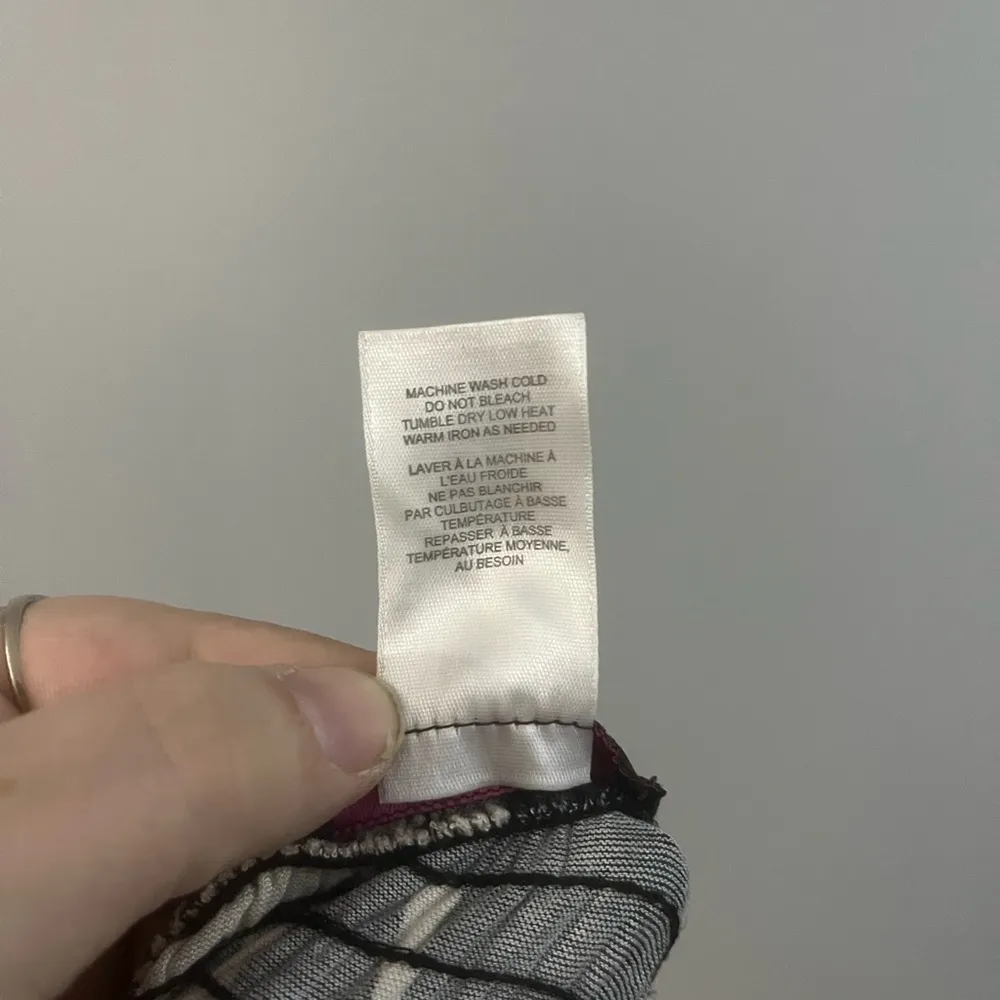 MACHINE WASH COLD
DO NOT BLEACH
TUMBLE DRY LOW HEAT
WARM IRON AS NEEDED
LAVER À LA MACHINE À
L'EAU FROIDE
NE PAS BLANCHIR
PAR CULBUTAGE À BASSE
TEMPÉRATURE
REPASSER À BASSE
TEMPÉRATURE MOYENNE,
AU BESOIN